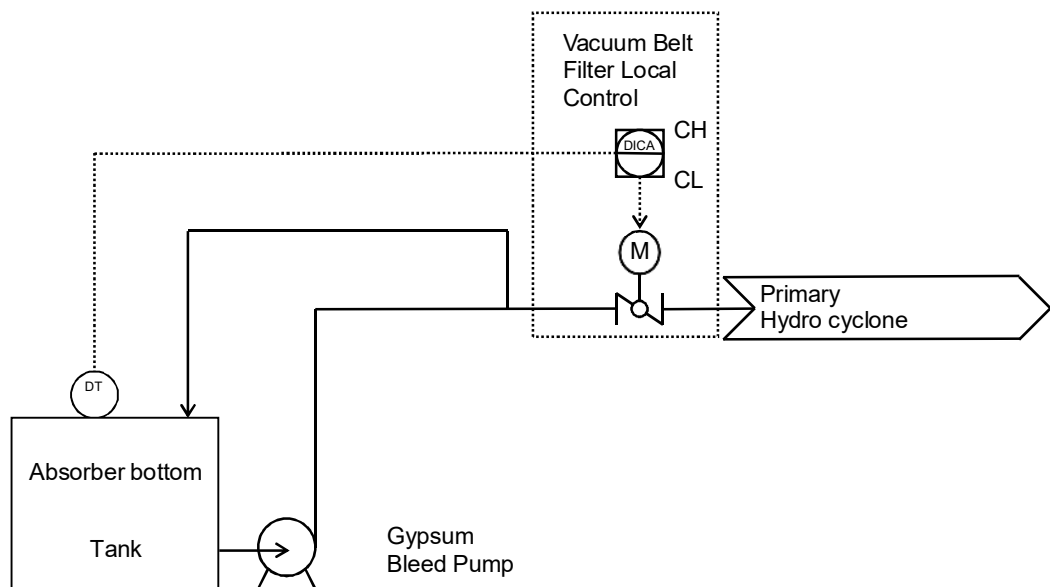 Vacuum Belt
Filter Local
Control
CH
DICA
CL
M
Primary
Hydro cyclone
DT
Absorber bottom
Tank
Gypsum
Bleed Pump